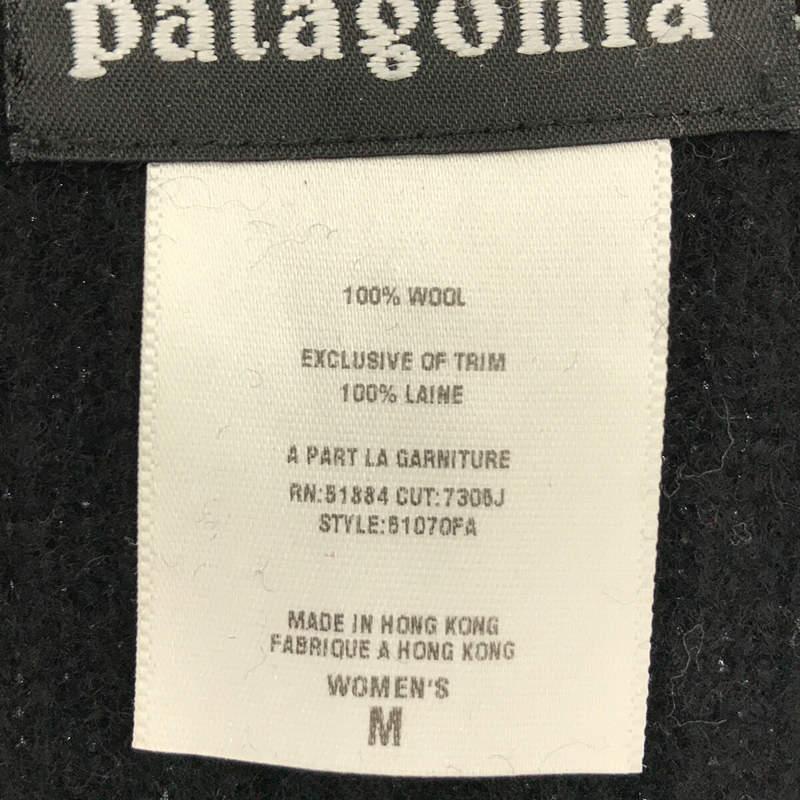 patagonia
100% WOOL
EXCLUSIVE OF TRIM
100% LAINE
A PART LA GARNITURE
RN:51884 CUT:7305J
STYLE:51070FA
MADE IN HONG KONG
FABRIQUE A HONG KONG
WOMEN'S
M